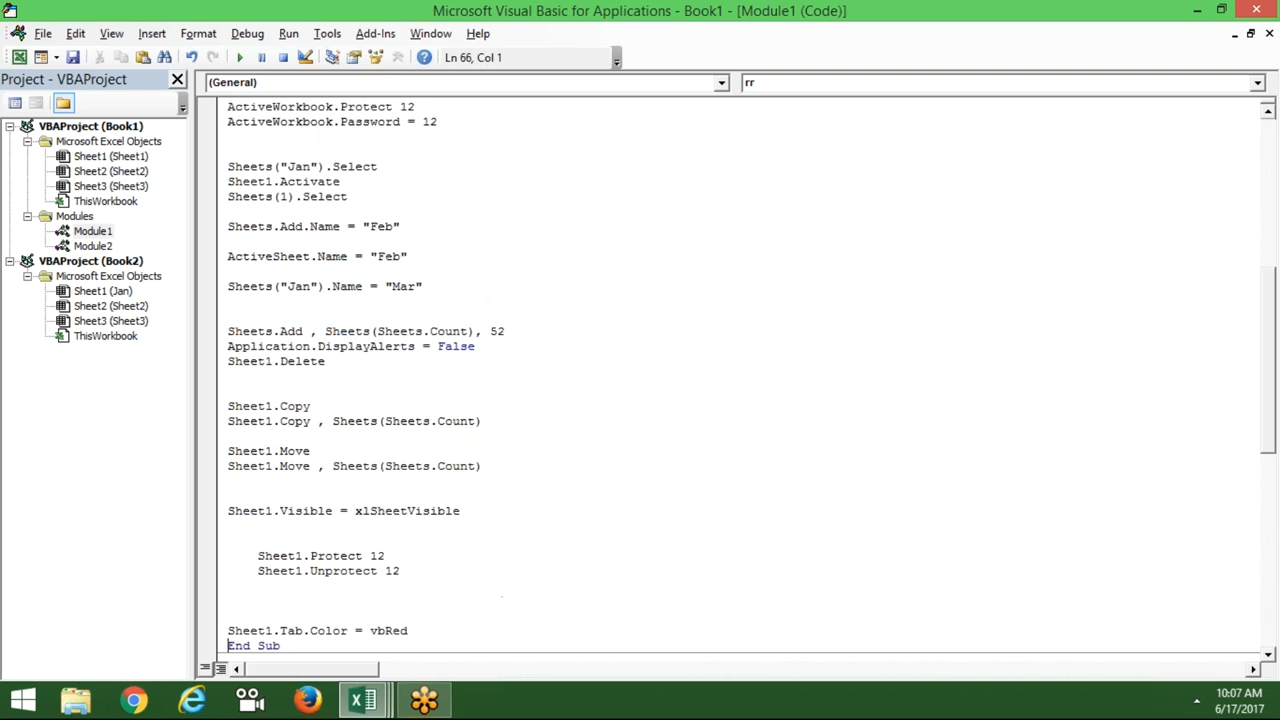 Microsoft Visual Basic for Applications - Book1 - [Module1 (Code)]
File Edit View Insert Format Debug Run Tools Add-Ins Window Help
Ln 66, Col 1
Project - VBAProject
(General)
rr
VBAProject (Book1)
Microsoft Excel Objects
Sheet1 (Sheet1)
Sheet2 (Sheet2)
Sheet3 (Sheet3)
ThisWorkbook
Modules
Module1
Module2
VBAProject (Book2)
Microsoft Excel Objects
Sheet1 (Jan)
Sheet2 (Sheet2)
Sheet3 (Sheet3)
ThisWorkbook
ActiveWorkbook.Protect 12
ActiveWorkbook.Password = 12
Sheets("Jan").Select
Sheet1.Activate
Sheets(1).Select
Sheets.Add.Name = "Feb"
ActiveSheet.Name = "Feb"
Sheets("Jan").Name = "Mar"
Sheets.Add , Sheets(Sheets.Count), 52
Application.DisplayAlerts = False
Sheet1.Delete
Sheet1.Copy
Sheet1.Copy , Sheets(Sheets.Count)
Sheet1.Move
Sheet1.Move , Sheets(Sheets.Count)
Sheet1.Visible = xlSheetVisible
Sheet1.Protect 12
Sheet1.Unprotect 12
Sheet1.Tab.Color = vbRed
End Sub
10:07 AM
6/17/2017